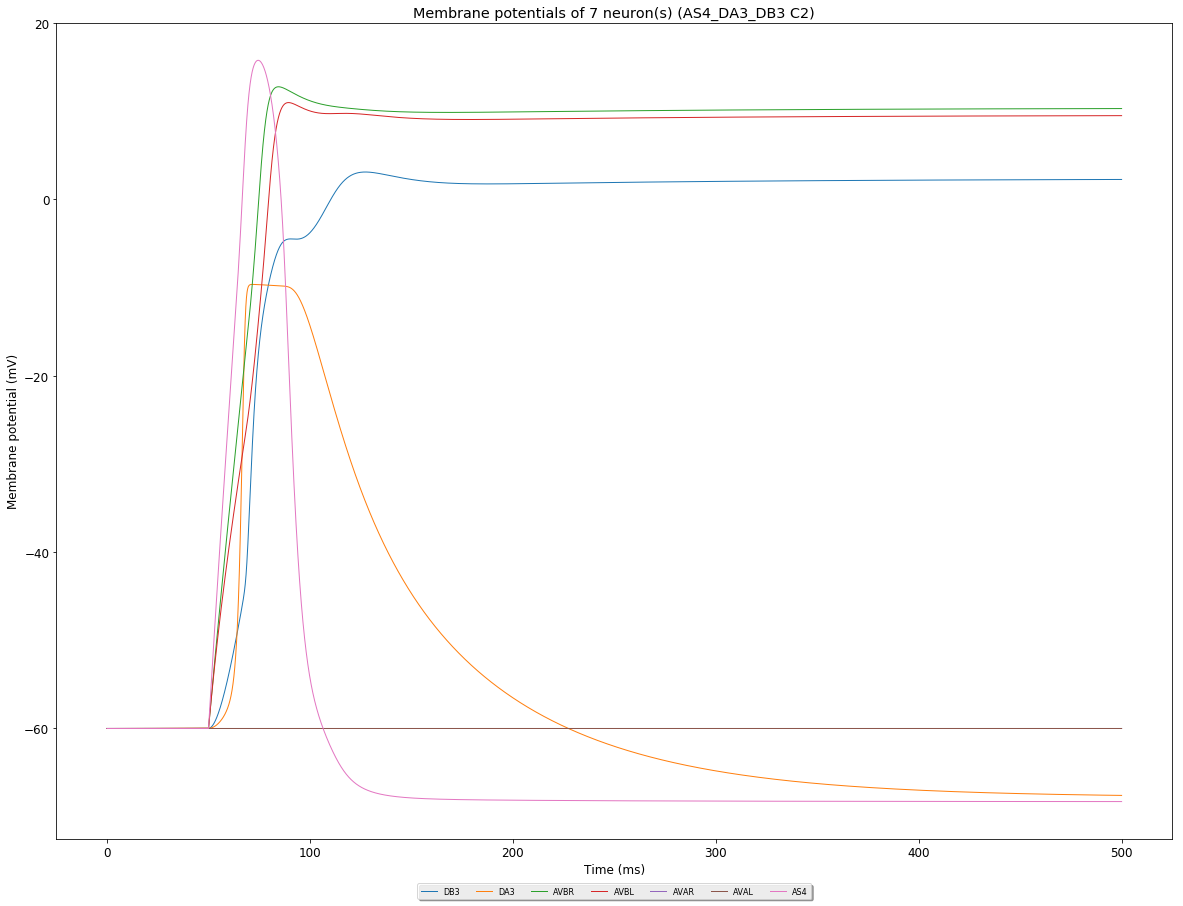 Membrane potentials of 7 neuron(s) (AS4_DA3_DB3 C2)
Membrane potential (mV)
20
0
−20
−40
−60
0 100 200 300 400 500
Time (ms)
DB3 DA3 AVBR AVBL AVAR AVAL AS4